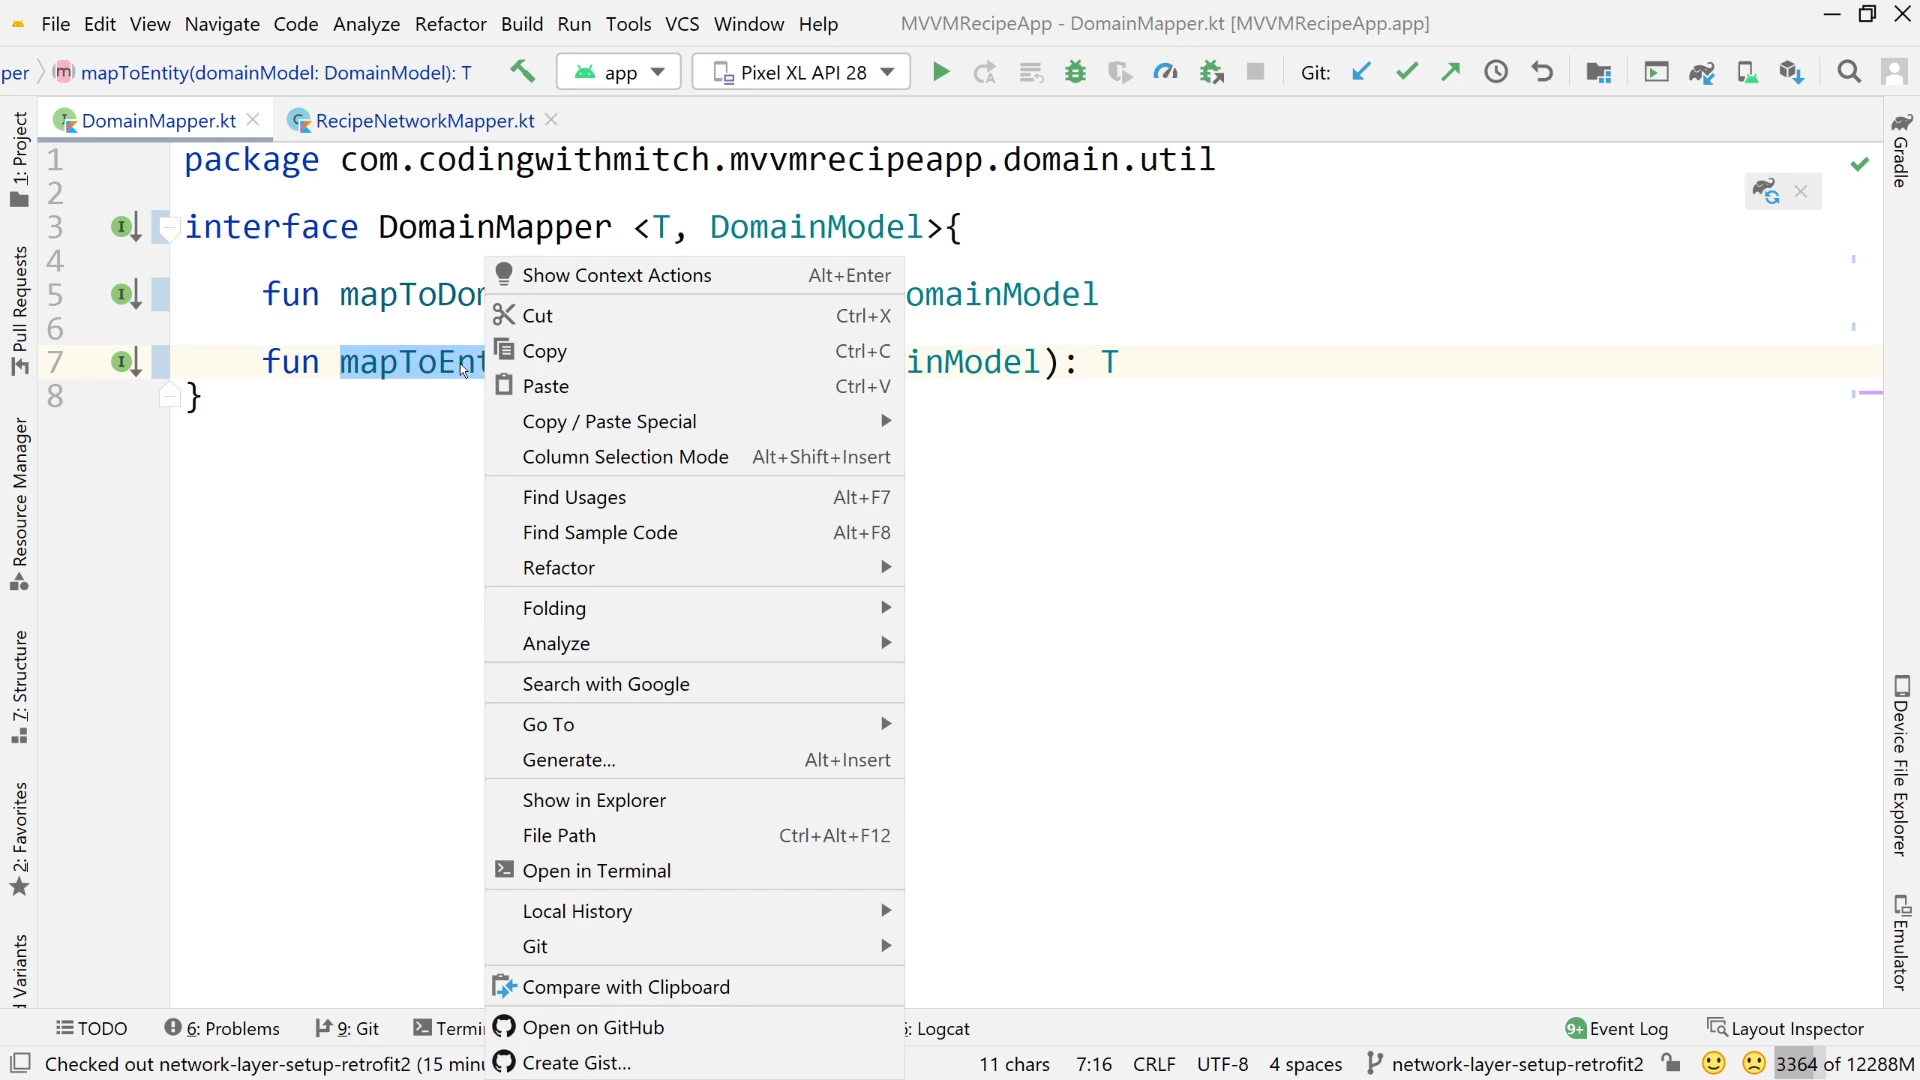 File Edit View Navigate Code Analyze Refactor Build Run Tools VCS Window Help MVVMRecipeApp - DomainMapper.kt [MVVMRecipeApp.app]
per mapToEntity(domainModel: DomainModel): T app Pixel XL API 28 Git:
DomainMapper.kt RecipeNetworkMapper.kt
1 package com.codingwithmitch.mvvmrecipeapp.domain.util
2
3 interface DomainMapper <T, DomainModel>{
4
5 fun mapToDom omainModel
6
7 fun mapToEnt inModel): T
8 }
Show Context Actions Alt+Enter
Cut Ctrl+X
Copy Ctrl+C
Paste Ctrl+V
Copy / Paste Special
Column Selection Mode Alt+Shift+Insert
Find Usages Alt+F7
Find Sample Code Alt+F8
Refactor
Folding
Analyze
Search with Google
Go To
Generate... Alt+Insert
Show in Explorer
File Path Ctrl+Alt+F12
Open in Terminal
Local History
Git
Compare with Clipboard
Open on GitHub
Create Gist...
1: Project
Pull Requests
Resource Manager
7: Structure
2: Favorites
Variants
Gradle
Device File Explorer
Emulator
TODO 6: Problems 9: Git Termi : Logcat 9+ Event Log Layout Inspector
Checked out network-layer-setup-retrofit2 (15 minu 11 chars 7:16 CRLF UTF-8 4 spaces network-layer-setup-retrofit2 3364 of 12288M